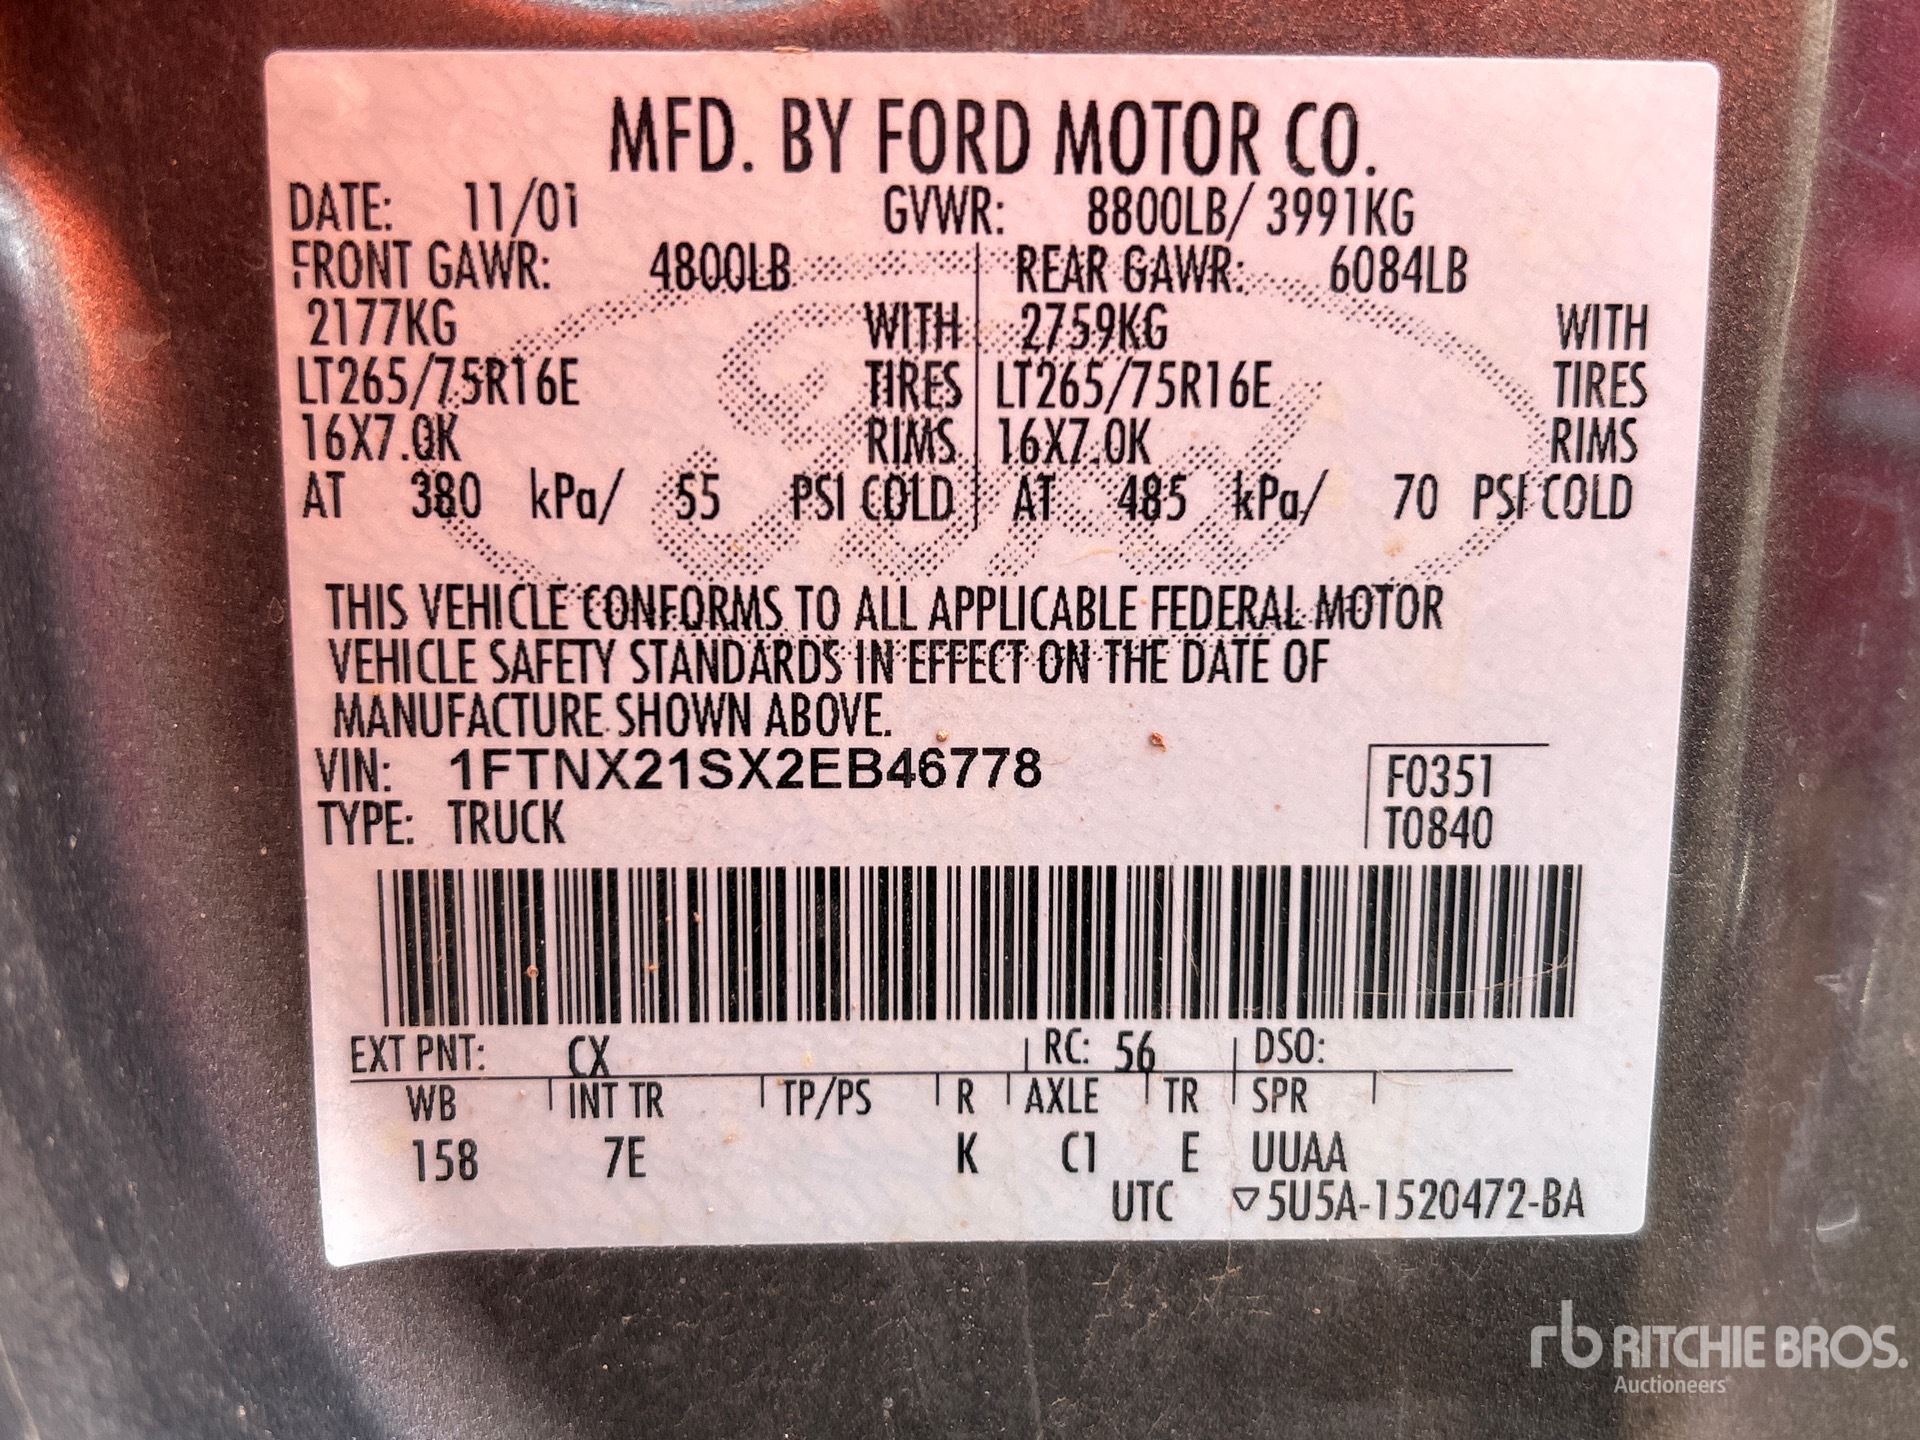 MFD. BY FORD MOTOR CO.
DATE: 11/01 GVWR: 8800LB/ 3991KG
FRONT GAWR: 4800LB REAR GAWR: 6084LB
2177KG WITH 2759KG WITH
LT265/75R16E TIRES LT265/75R16E TIRES
16X7.0K RIMS 16X7.0K RIMS
AT 380 kPa/ 55 PSI COLD AT 485 kPa/ 70 PSI COLD
THIS VEHICLE CONFORMS TO ALL APPLICABLE FEDERAL MOTOR
VEHICLE SAFETY STANDARDS IN EFFECT ON THE DATE OF
MANUFACTURE SHOWN ABOVE.
VIN: 1FTNX21SX2EB46778 F0351
TYPE: TRUCK T0840
EXT PNT: CX RC: 56 DSO:
WB INT TR TP/PS R AXLE TR SPR
158 7E K C1 E UUAA
UTC ▽5U5A-1520472-BA
rb RITCHIE BROS.
Auctioneers